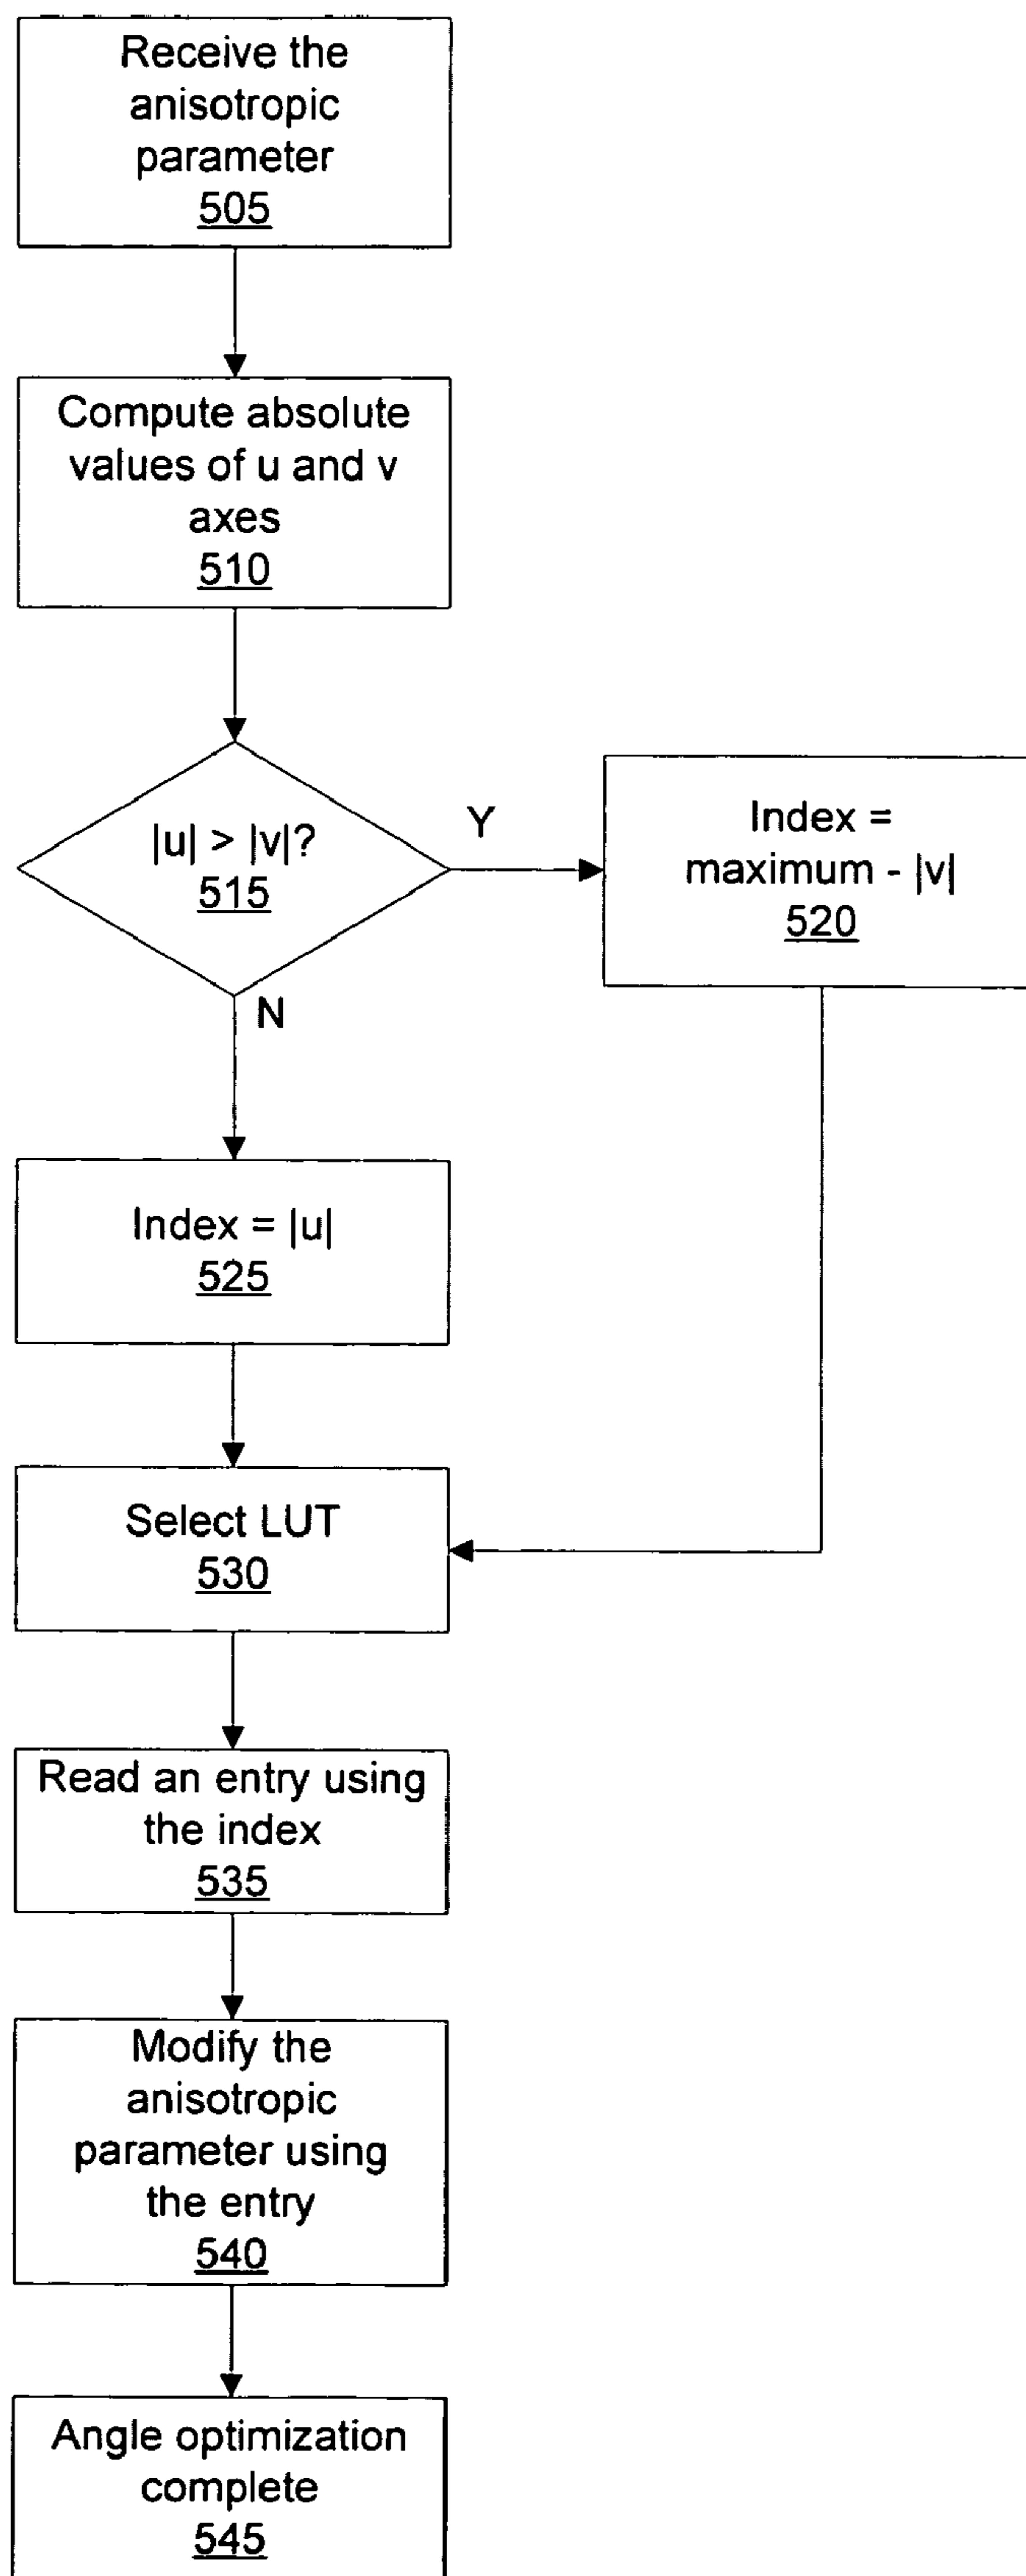 Receive the
anisotropic
parameter
505
Compute absolute
values of u and v
axes
510
|u| > |v|?
515
Y
Index =
maximum - |v|
520
N
Index = |u|
525
Select LUT
530
Read an entry using
the index
535
Modify the
anisotropic
parameter using
the entry
540
Angle optimization
complete
545